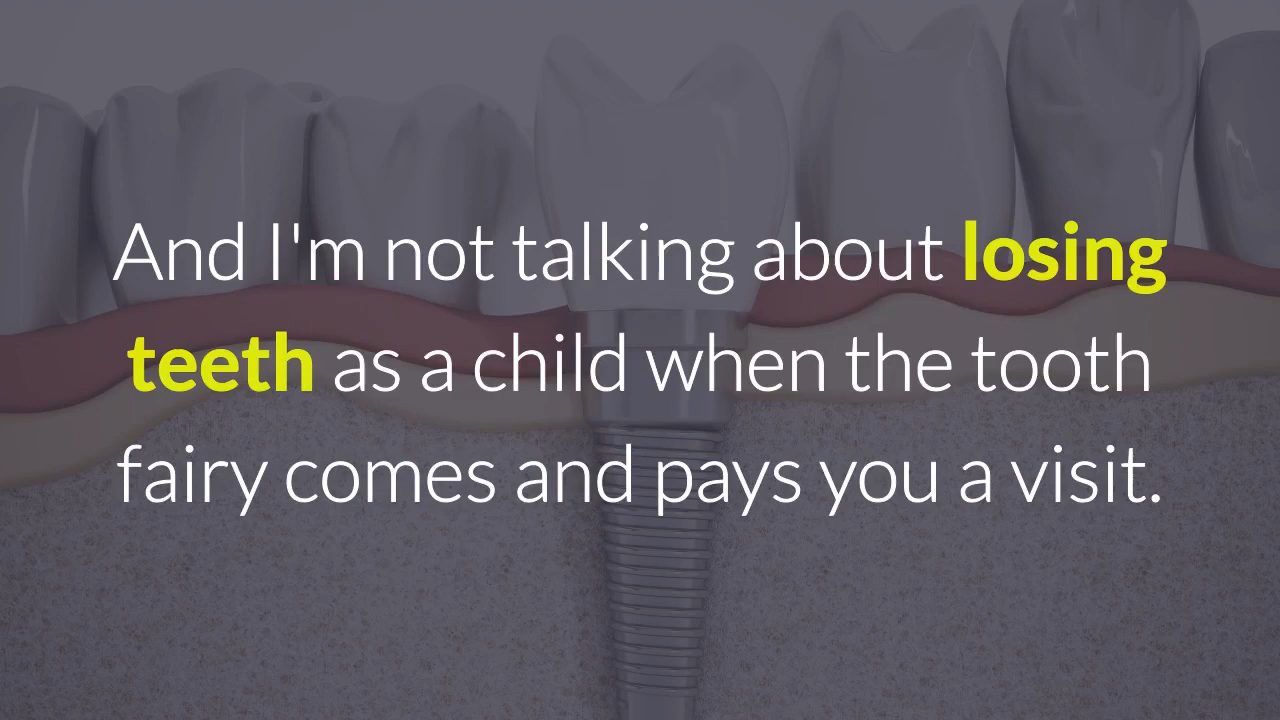 And I'm not talking about losing
teeth as a child when the tooth
fairy comes and pays you a visit.